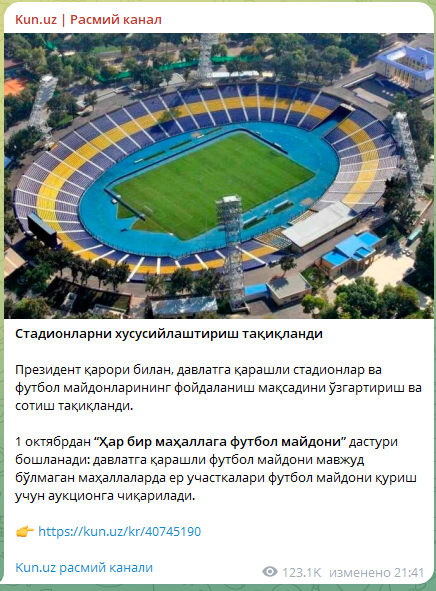 Kun.uz | Расмий канал
Стадионларни хусусийлаштириш тақиқланди
Президент қарори билан, давлатга қарашли стадионлар ва
футбол майдонларининг фойдаланиш мақсадини ўзгартириш ва
сотиш тақиқланди.
1 октябрдан “Ҳар бир маҳаллага футбол майдони” дастури
бошланади: давлатга қарашли футбол майдони мавжуд
бўлмаган маҳаллаларда ер участкалари футбол майдони қуриш
учун аукционга чиқарилади.
👉 https://kun.uz/kr/40745190
Kun.uz расмий канали
123.1K изменено 21:41